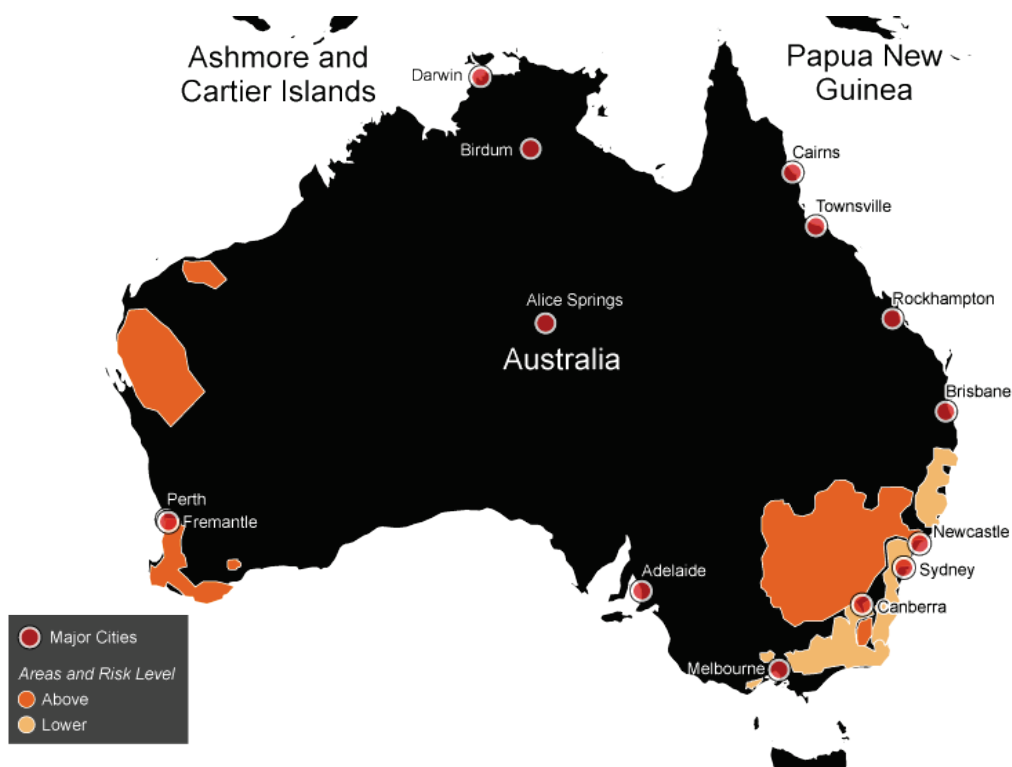 Ashmore and
Cartier Islands
Papua New
Guinea
Darwin
Birdum
Cairns
Townsville
Alice Springs
Rockhampton
Australia
Brisbane
Perth
Fremantle
Newcastle
Adelaide
Sydney
Canberra
Melbourne
Major Cities
Areas and Risk Level
Above
Lower